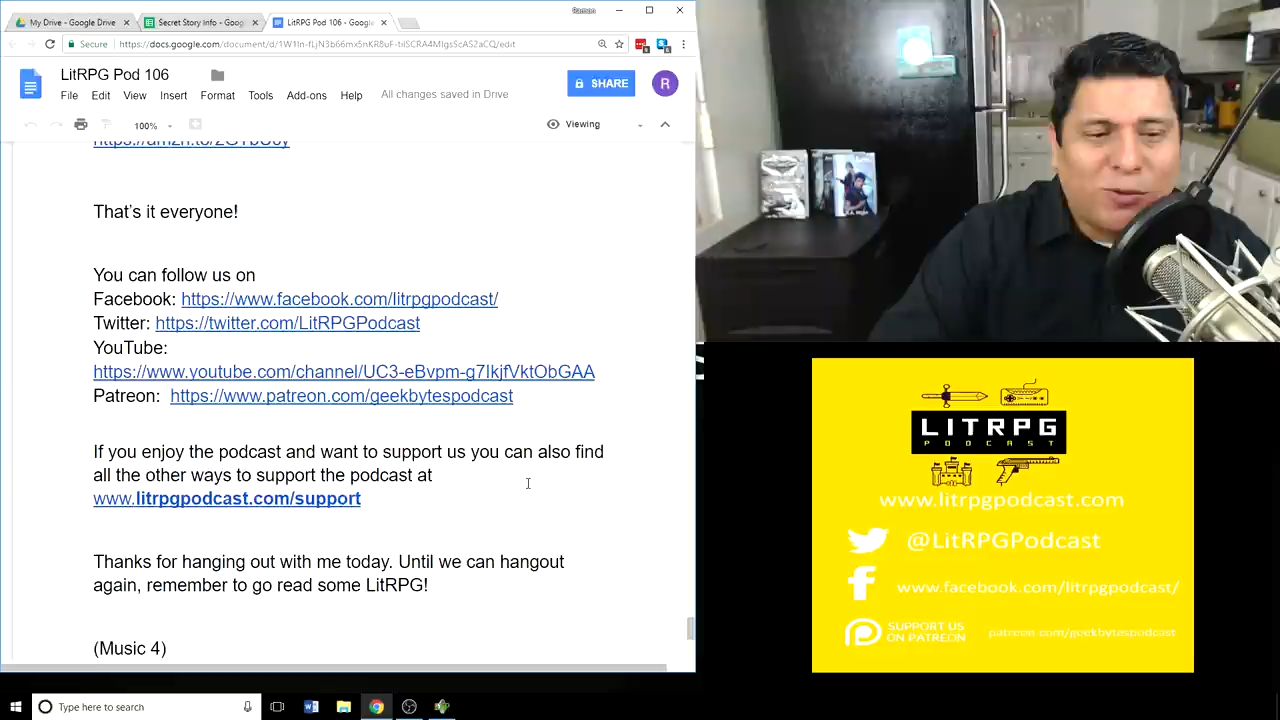 Ramon
My Drive - Google Drive
Secret Story Info - Goog
LitRPG Pod 106 - Google
Secure
LitRPG Pod 106
File Edit View Insert Format Tools Add-ons Help All changes saved in Drive
SHARE
R
100%
Viewing
That's it everyone!
You can follow us on
Facebook: https://www.facebook.com/litrpgpodcast/
Twitter: https://twitter.com/LitRPGPodcast
YouTube:
https://www.youtube.com/channel/UC3-eBvpm-g7IkjfVktObGAA
Patreon: https://www.patreon.com/geekbytespodcast
If you enjoy the podcast and want to support us you can also find
all the other ways to support the podcast at
www.litrpgpodcast.com/support
Thanks for hanging out with me today. Until we can hangout
again, remember to go read some LitRPG!
(Music 4)
LITRPG
PODCAST
www.litrpgpodcast.com
@LitRPGPodcast
www.facebook.com/litrpgpodcast/
SUPPORT US
ON PATREON
patreon.com/geekbytespodcast
Type here to search